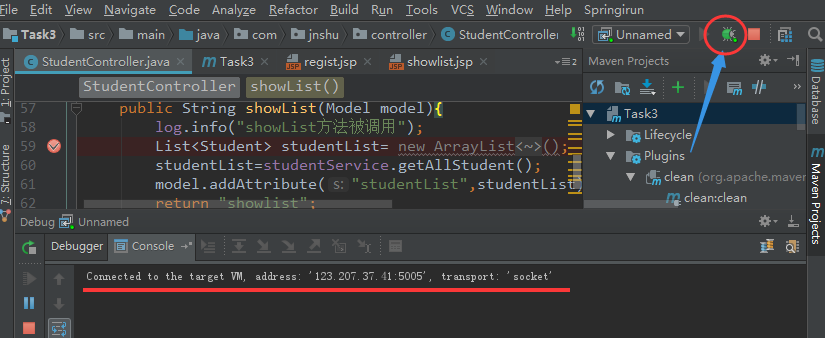 File Edit View Navigate Code Analyze Refactor Build Run Tools VCS Window Help Springirun
Task3 src main java com jnshu controller StudentController Unnamed
StudentController.java Task3 regist.jsp showlist.jsp Maven Projects
StudentController showList()
57 public String showList(Model model){
58 log.info("showList方法被调用");
59 List<Student> studentList= new ArrayList<~>();
60 studentList=studentService.getAllStudent();
61 model.addAttribute( s: "studentList",studentList
62 return "showlist";
Task3
Lifecycle
Plugins
clean (org.apache.maven
clean:clean
1: Project
7: Structure
Database
Maven Projects
Debug Unnamed
Debugger Console
Connected to the target VM, address: '123.207.37.41:5005', transport: 'socket'